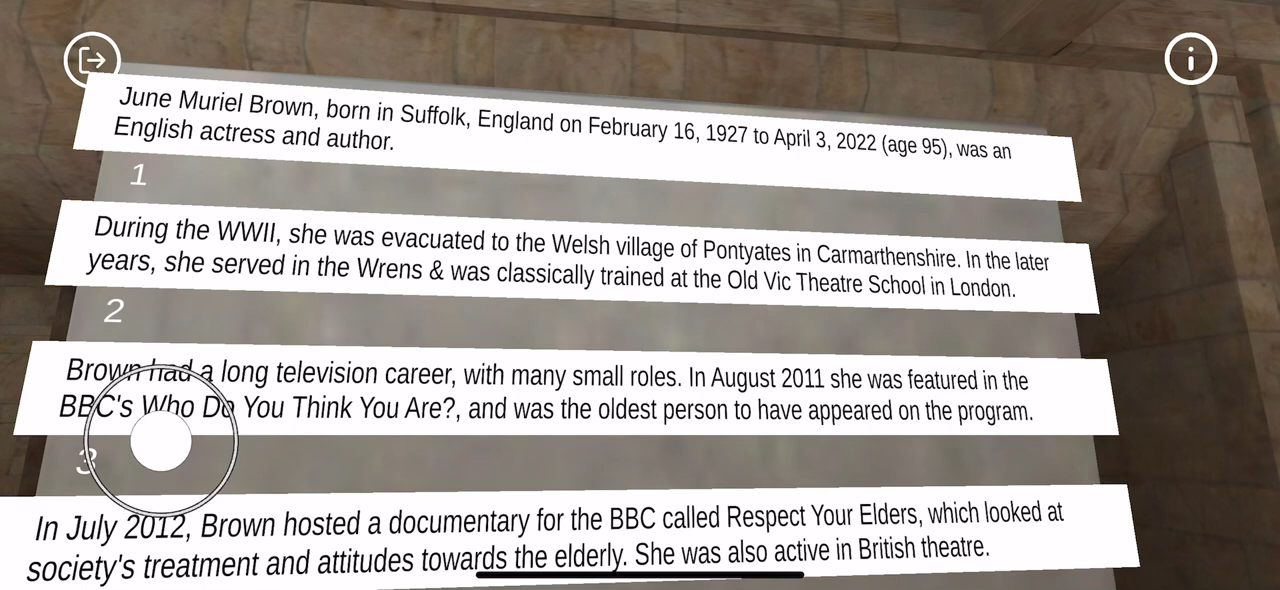 June Muriel Brown, born in Suffolk, England on February 16, 1927 to April 3, 2022 (age 95), was an
English actress and author.
1
During the WWII, she was evacuated to the Welsh village of Pontyates in Carmarthenshire. In the later
years, she served in the Wrens & was classically trained at the Old Vic Theatre School in London.
2
Brown had a long television career, with many small roles. In August 2011 she was featured in the
BBC's Who Do You Think You Are?, and was the oldest person to have appeared on the program.
3
In July 2012, Brown hosted a documentary for the BBC called Respect Your Elders, which looked at
society's treatment and attitudes towards the elderly. She was also active in British theatre.